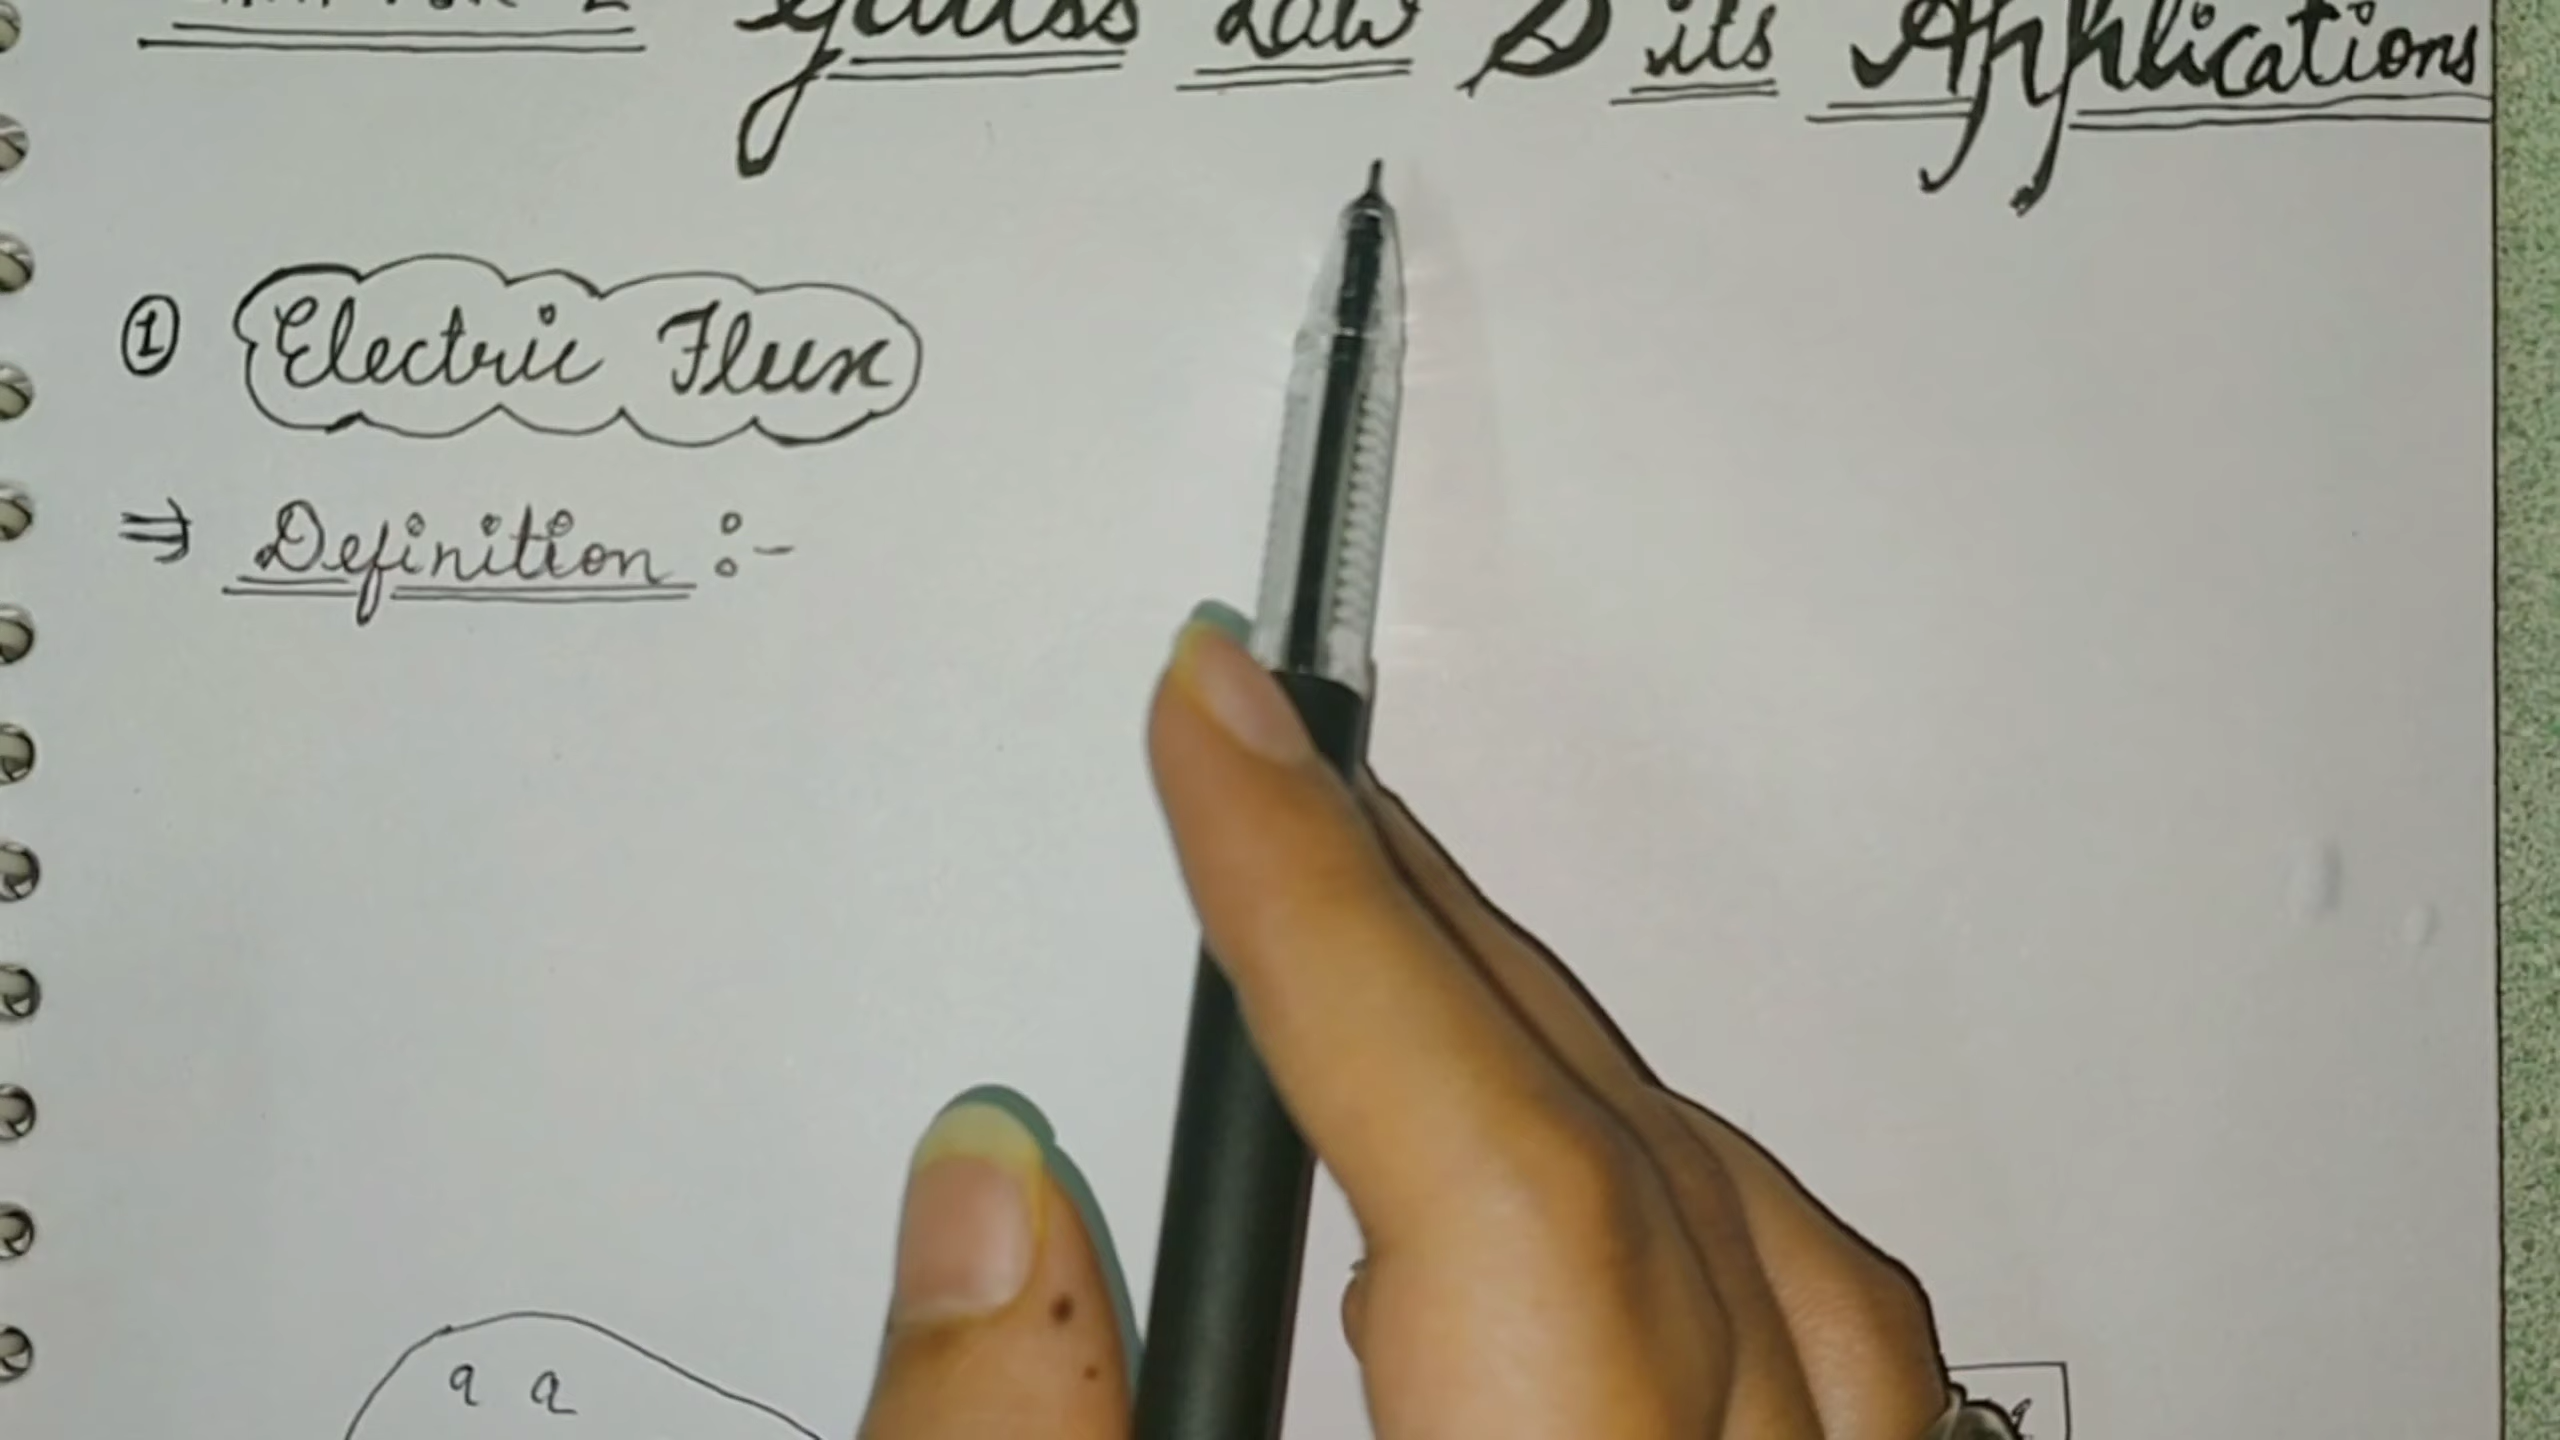 Gauss Law & its Applications
① Electric Flux
⇒ Definition :-
q q
q